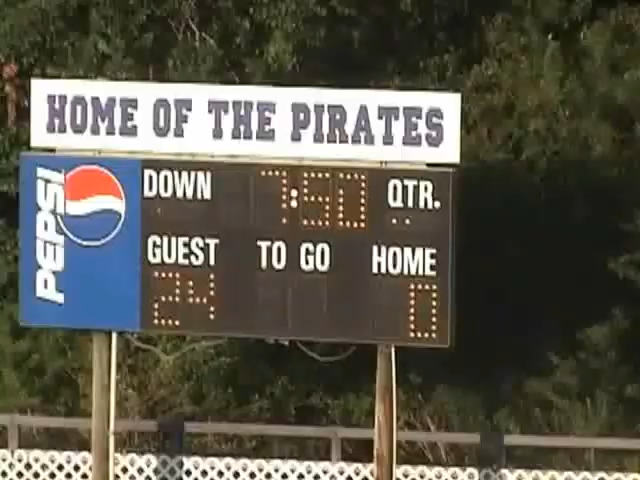 HOME OF THE PIRATES
PEPSI
DOWN 7:50 QTR.
GUEST TO GO HOME
24 0